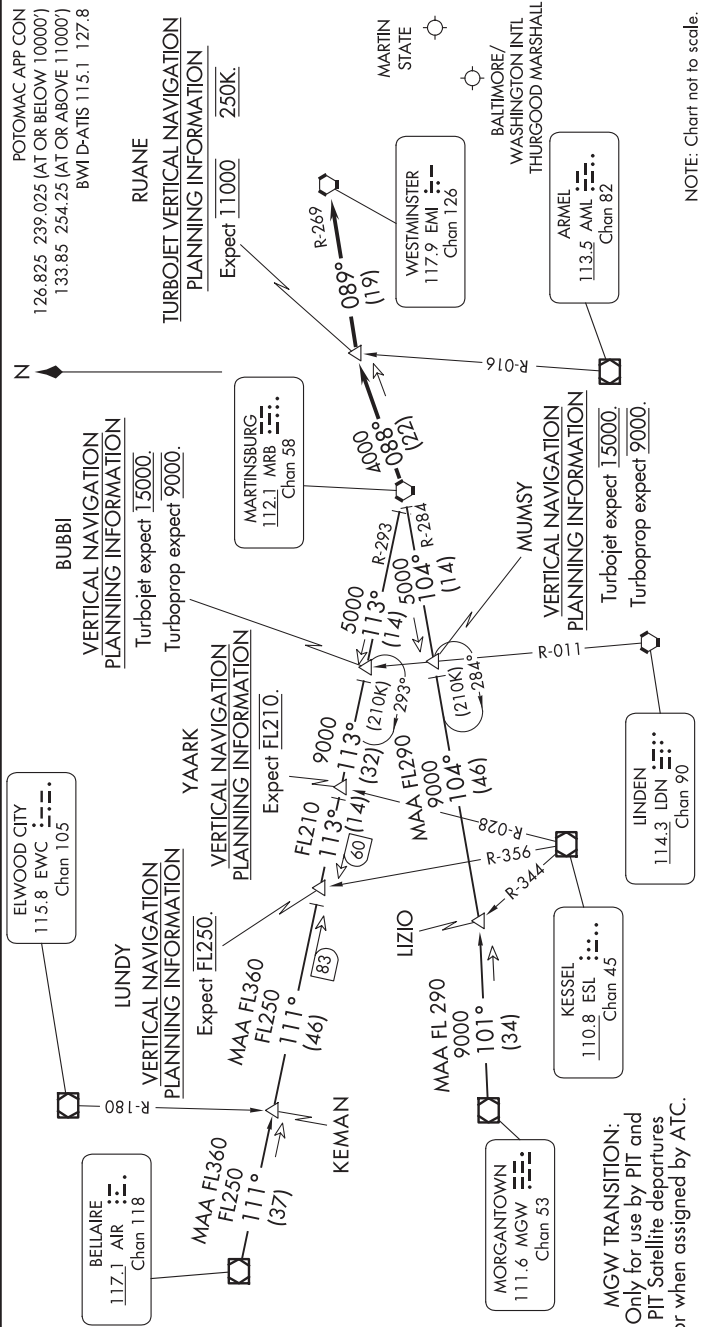 POTOMAC APP CON
126.825 239.025 (AT OR BELOW 10000')
133.85 254.25 (AT OR ABOVE 11000')
BWI D-ATIS 115.1 127.8
RUANE
TURBOJET VERTICAL NAVIGATION
PLANNING INFORMATION
Expect 11000 250K.
MARTIN
STATE
BALTIMORE/
WASHINGTON INTL
THURGOOD MARSHALL
N
R-269
089°
(19)
WESTMINSTER
117.9 EMI
Chan 126
ARMEL
113.5 AML
Chan 82
R-016
NOTE: Chart not to scale.
BUBBI
VERTICAL NAVIGATION
PLANNING INFORMATION
Turbojet expect 15000.
Turboprop expect 9000.
MARTINSBURG
112.1 MRB
Chan 58
4000
088°
(22)
R-293
R-284
5000
113°
(14)
5000
104°
(14)
MUMSY
VERTICAL NAVIGATION
PLANNING INFORMATION
Turbojet expect 15000.
Turboprop expect 9000.
YAARK
VERTICAL NAVIGATION
PLANNING INFORMATION
Expect FL210.
(210K)
293°
(210K)
284°
R-011
LINDEN
114.3 LDN
Chan 90
9000
113°
(32)
FL210
113°
(14)
60
MAA FL290
9000
104°
(46)
R-028
R-356
R-344
KESSEL
110.8 ESL
Chan 45
ELWOOD CITY
115.8 EWC
Chan 105
LUNDY
VERTICAL NAVIGATION
PLANNING INFORMATION
Expect FL250.
LIZIO
83
MAA FL360
FL250
111°
(46)
R-180
KEMAN
MAA FL 290
9000
101°
(34)
BELLAIRE
117.1 AIR
Chan 118
MAA FL360
FL250
111°
(37)
MORGANTOWN
111.6 MGW
Chan 53
MGW TRANSITION:
Only for use by PIT and
PIT Satellite departures
or when assigned by ATC.